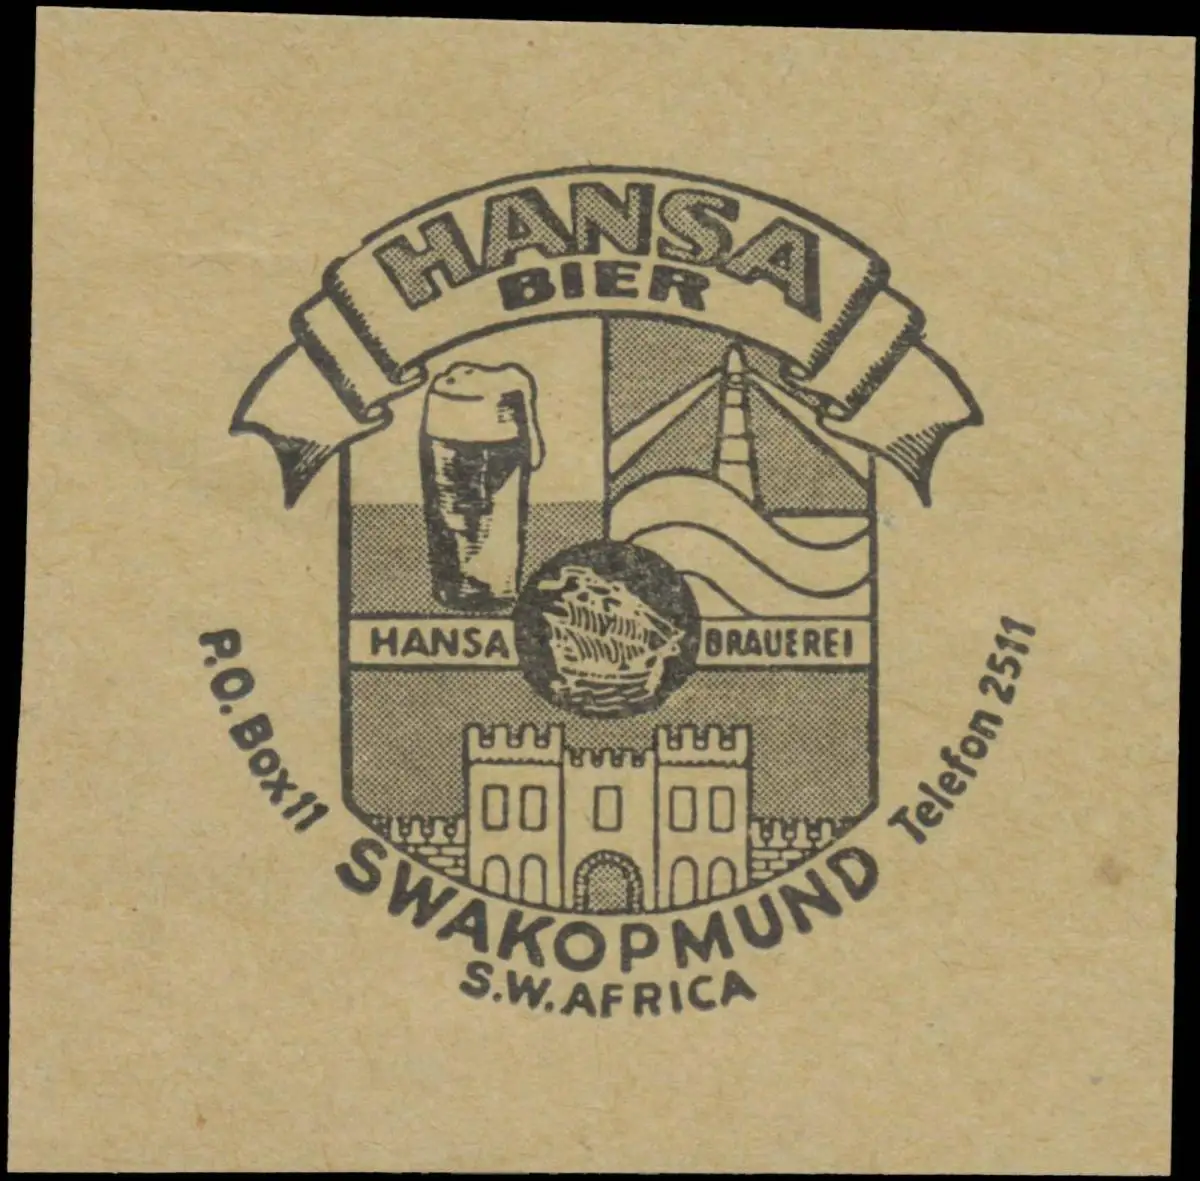 HANSA
BIER
HANSA BRAUEREI
P.O. Box 11
SWAKOPMUND
Telefon 2511
S.W. AFRICA